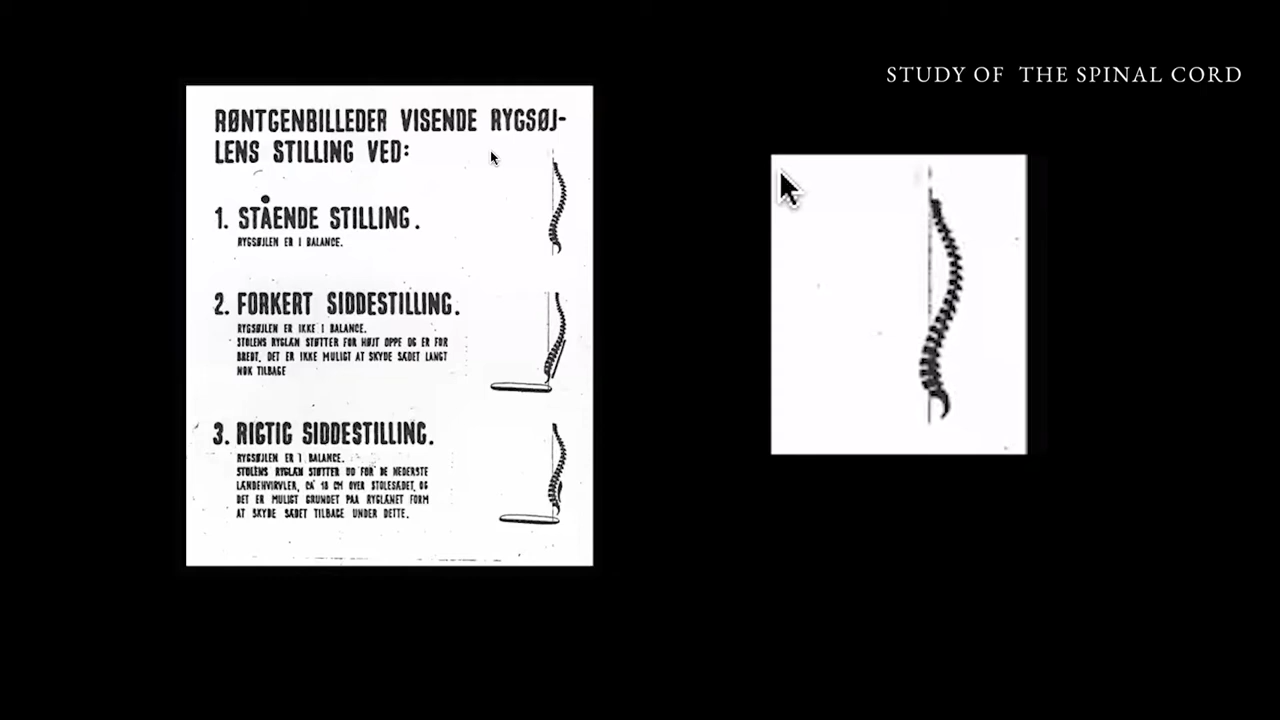 STUDY OF THE SPINAL CORD
RØNTGENBILLEDER VISENDE RYGSØJ-
LENS STILLING VED:
1. STÅENDE STILLING.
RYGSØJLEN ER I BALANCE.
2. FORKERT SIDDESTILLING.
RYGSØJLEN ER IKKE I BALANCE.
STOLENS RYGLÆN STØTTER FOR HØJT OPPE OG ER FOR
BREDT, DET ER IKKE MULIGT AT SKYDE SÆDET LANGT
NOK TILBAGE
3. RIGTIG SIDDESTILLING.
RYGSØJLEN ER I BALANCE.
STOLENS RYGLÆN STØTTER UD FOR DE NEDERSTE
LÆNDEHVIRVLER, CA 18 CM OVER STOLESÆDET, OG
DET ER MULIGT GRUNDET PAA RYGLÆNET FORM
AT SKYDE SÆDET TILBAGE UNDER DETTE.